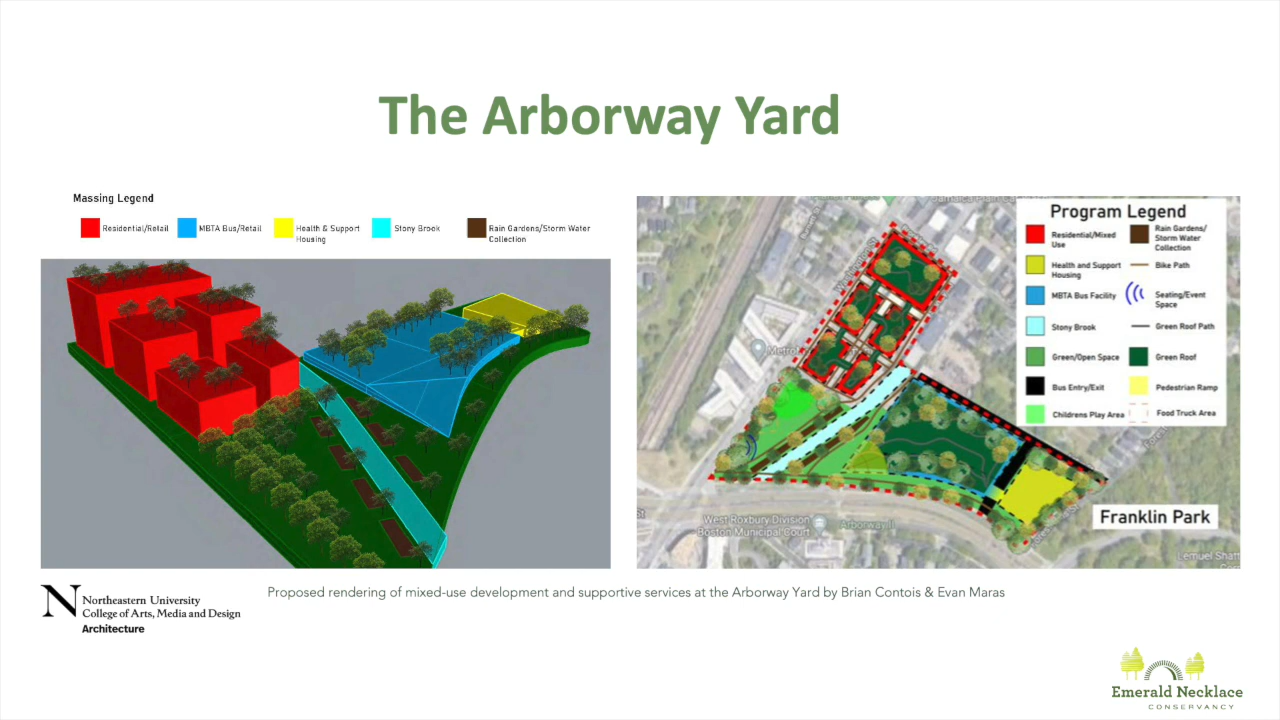 The Arborway Yard
Massing Legend
Residential/Retail
MBTA Bus/Retail
Health & Support
Housing
Stony Brook
Rain Gardens/Storm Water
Collection
Program Legend
Residential/Mixed
Use
Rain Gardens/
Storm Water
Collection
Health and Support
Housing
Bike Path
MBTA Bus Facility
Seating/Event
Space
Stony Brook
Green Roof Path
Green/Open Space
Green Roof
Bus Entry/Exit
Pedestrian Ramp
Childrens Play Area
Food Truck Area
West Roxbury Division
Boston Municipal Court
Arborway
Franklin Park
Lemuel Shatt
Proposed rendering of mixed-use development and supportive services at the Arborway Yard by Brian Contois & Evan Maras
N
Northeastern University
College of Arts, Media and Design
Architecture
Emerald Necklace
CONSERVANCY